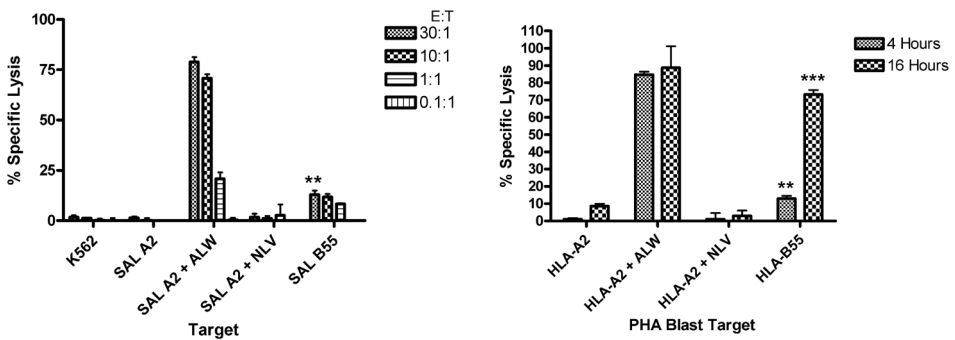 % Specific Lysis
100
75
50
25
0
**
K562
SAL A2
SAL A2 + ALW
SAL A2 + NLV
SAL B55
Target
E:T
30:1
10:1
1:1
0.1:1
% Specific Lysis
110
100
90
80
70
60
50
40
30
20
10
0
**
***
HLA-A2
HLA-A2 + ALW
HLA-A2 + NLV
HLA-B55
PHA Blast Target
4 Hours
16 Hours